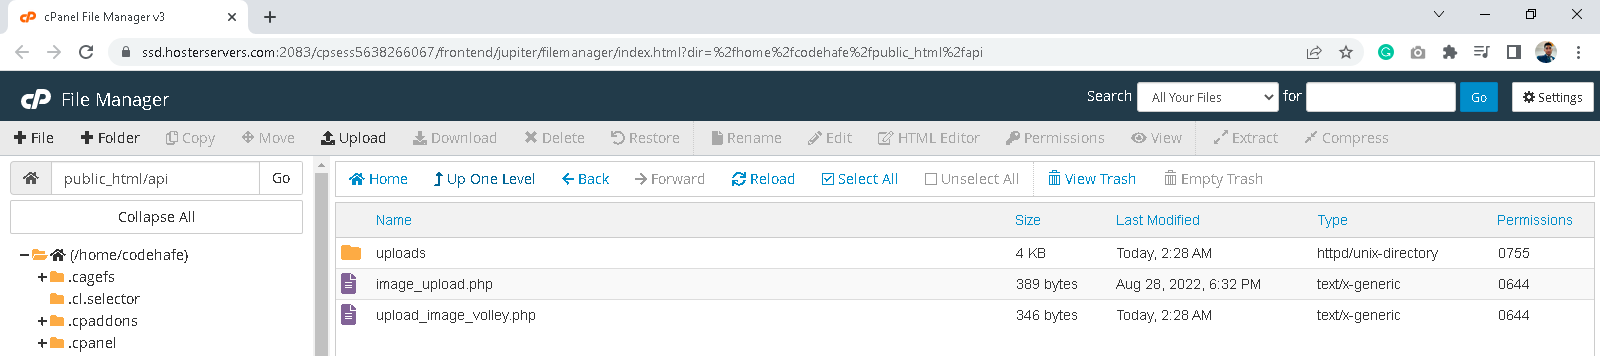 cPanel File Manager v3
ssd.hosterservers.com:2083/cpsess5638266067/frontend/jupiter/filemanager/index.html?dir=%2fhome%2fcodehafe%2fpublic_html%2fapi
cP File Manager Search All Your Files for Go Settings
File Folder Copy Move Upload Download Delete Restore Rename Edit HTML Editor Permissions View Extract Compress
public_html/api Go Home Up One Level Back Forward Reload Select All Unselect All View Trash Empty Trash
Collapse All
Name Size Last Modified Type Permissions
(/home/codehafe) uploads 4 KB Today, 2:28 AM httpd/unix-directory 0755
.cagefs image_upload.php 389 bytes Aug 28, 2022, 6:32 PM text/x-generic 0644
.cl.selector
.cpaddons upload_image_volley.php 346 bytes Today, 2:28 AM text/x-generic 0644
.cpanel